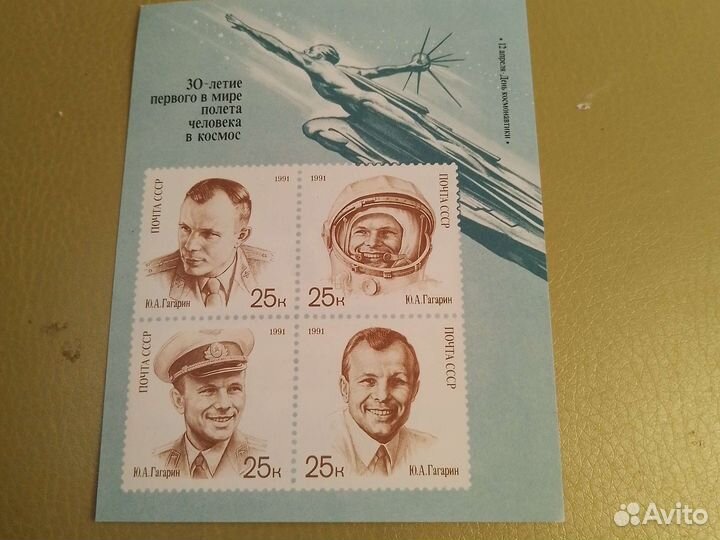 30-летие
первого в мире
полета
человека
в космос
• 12 апреля День космонавтики •
ПОЧТА СССР
1991
25к
Ю.А.Гагарин
1991
ПОЧТА СССР
25к
Ю.А.Гагарин
ПОЧТА СССР
1991
25к
Ю.А.Гагарин
1991
ПОЧТА СССР
25к
Ю.А.Гагарин
Avito